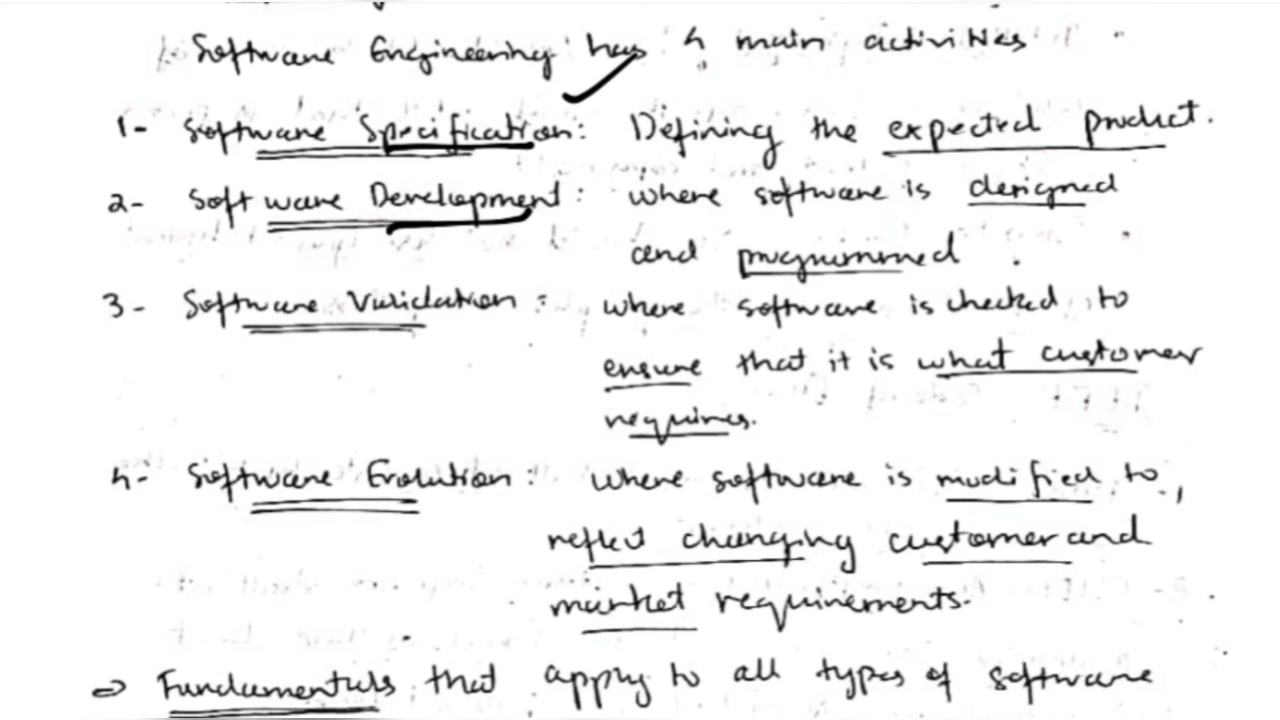 Software Engineering has 4 main activities
1- Software Specification: Defining the expected product.
2- Software Development: where software is designed
and programmed.
3- Software Validation: where software is checked to
ensure that it is what customer
requires.
4- Software Evolution: where software is modified to
reflect changing customer and
market requirements.
⇒ Fundamentals that apply to all types of software